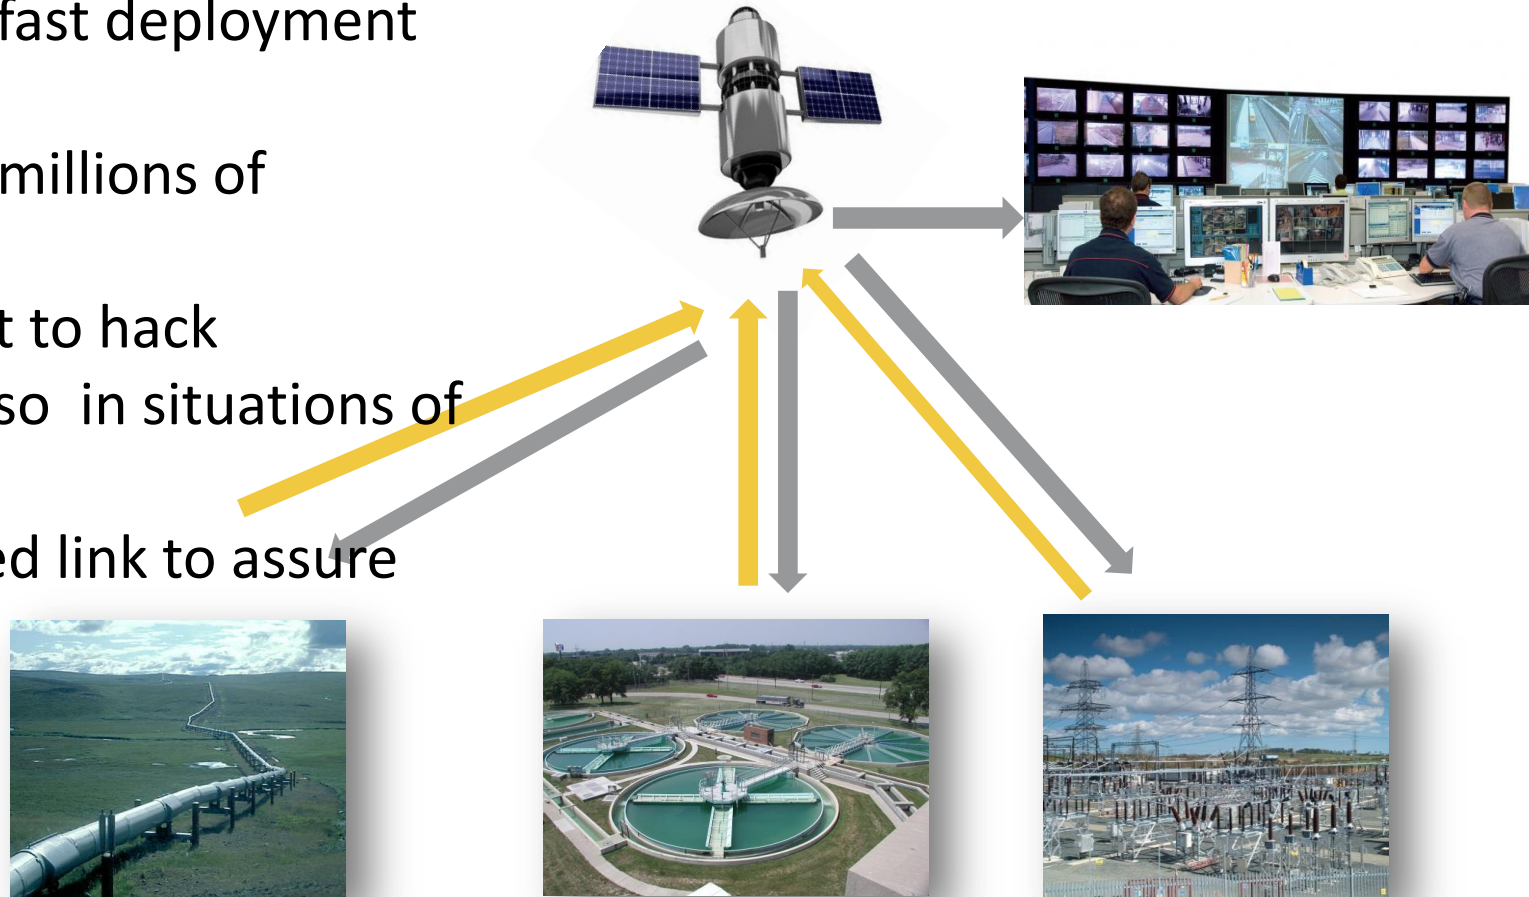 fast deployment
millions of
t to hack
so in situations of
ed link to assure